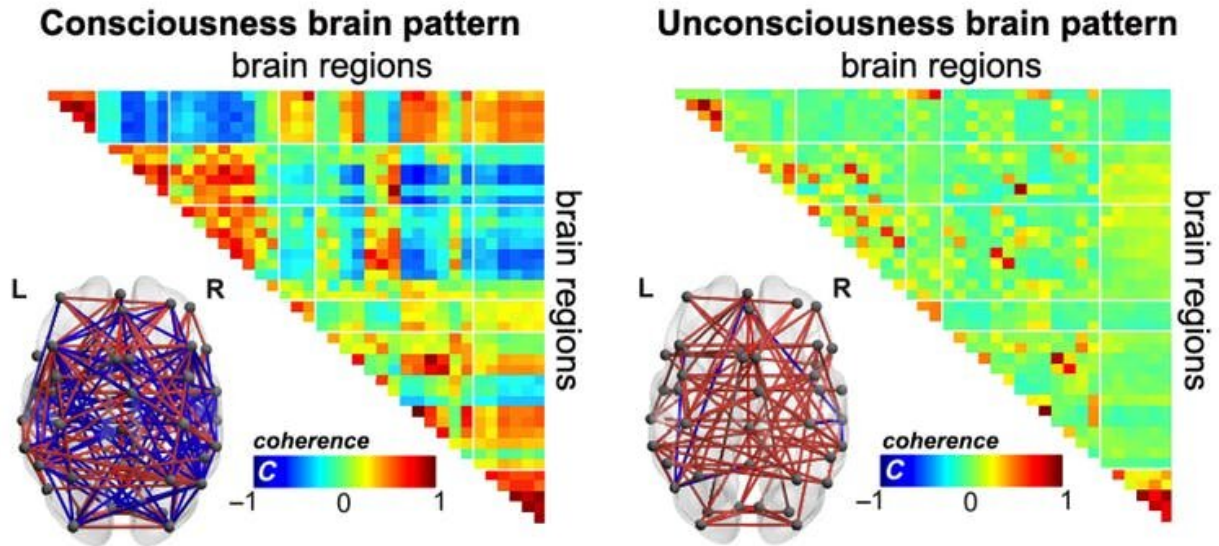 Consciousness brain pattern
brain regions
brain regions
L
R
coherence
C
–1
0
1
Unconsciousness brain pattern
brain regions
brain regions
L
R
coherence
C
–1
0
1